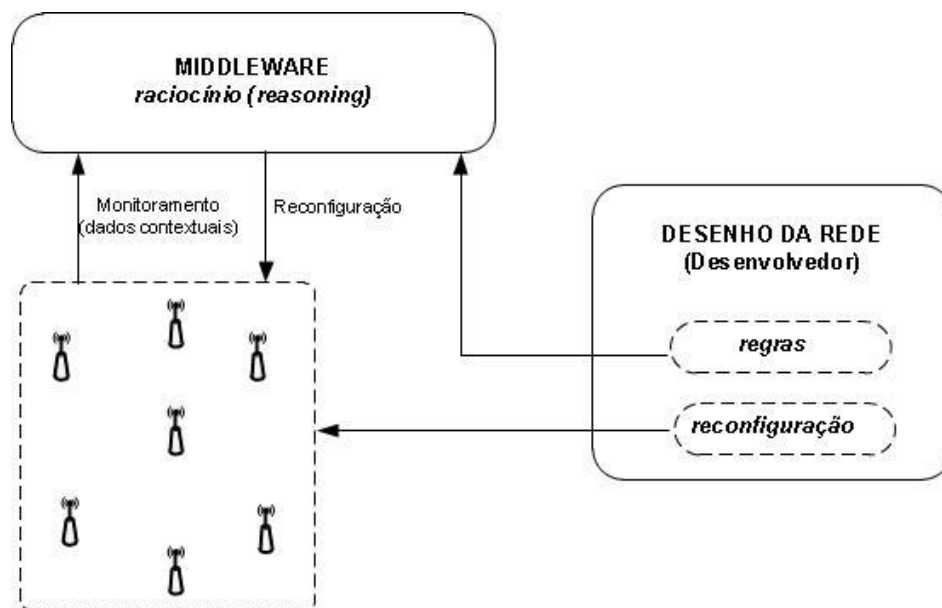 MIDDLEWARE
raciocínio (reasoning)
Monitoramento
(dados contextuais)
Reconfiguração
DESENHO DA REDE
(Desenvolvedor)
regras
reconfiguração